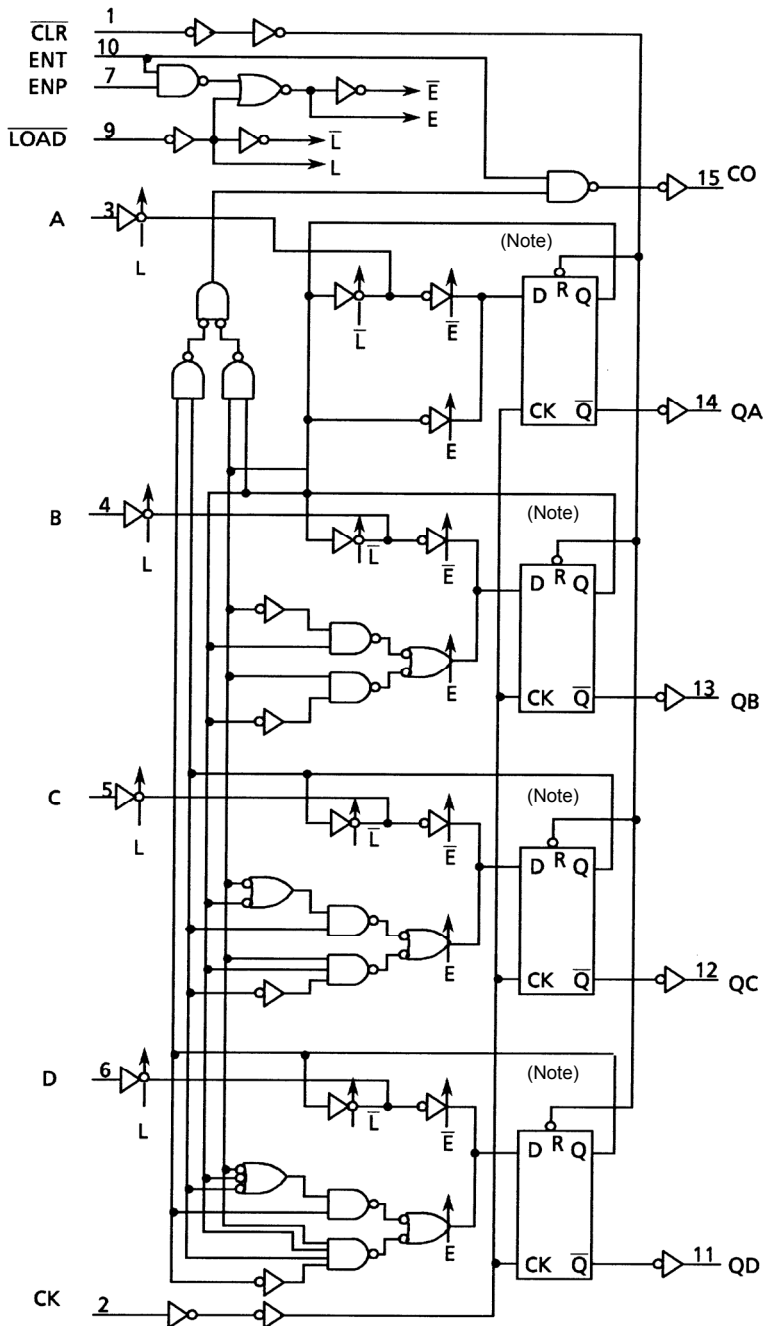 CLR 1
ENT 10
ENP 7
E
E
LOAD 9
L
L
15 CO
A 3
L
(Note)
L
E
D R Q
CK Q
14 QA
E
B 4
L
(Note)
L
E
D R Q
E
CK Q
13 QB
C 5
L
(Note)
L
E
D R Q
E
CK Q
12 QC
D 6
L
(Note)
L
E
D R Q
E
CK Q
11 QD
CK 2